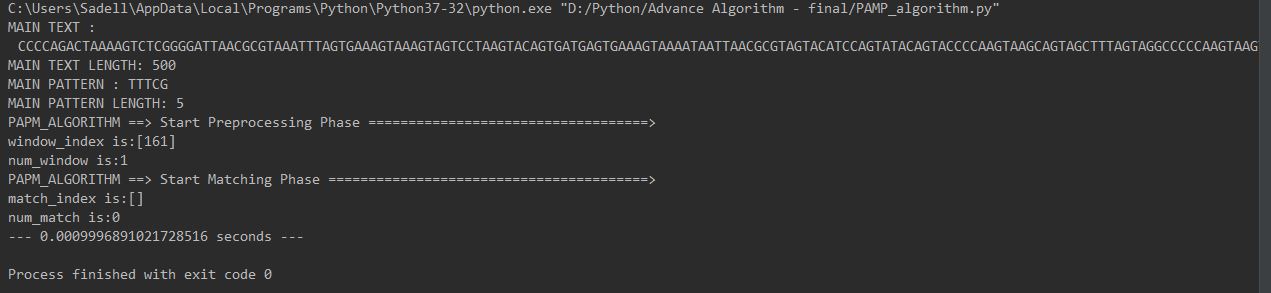 C:\Users\Sadell\AppData\Local\Programs\Python\Python37-32\python.exe "D:/Python/Advance Algorithm - final/PAMP_algorithm.py"
MAIN TEXT :
 CCCCAGACTAAAAGTCTCGGGGATTAACGCGTAAATTTAGTGAAAGTAAAGTAGTCCTAAGTACAGTGATGAGTGAAAGTAAAATAATTAACGCGTAGTACATCCAGTATACAGTACCCCAAGTAAGCAGTAGCTTTAGTAGGCCCCCAAGTAAG
MAIN TEXT LENGTH: 500
MAIN PATTERN : TTTCG
MAIN PATTERN LENGTH: 5
PAPM_ALGORITHM ==> Start Preprocessing Phase ===================================>
window_index is:[161]
num_window is:1
PAPM_ALGORITHM ==> Start Matching Phase ========================================>
match_index is:[]
num_match is:0
--- 0.0009996891021728516 seconds ---
Process finished with exit code 0